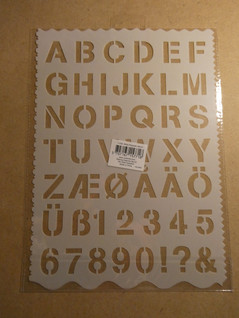 ABCDEF
GHIJKLM
NOPQRS
TUVWXY
ZÆØÅÄÖ
Üß12345
67890!?&